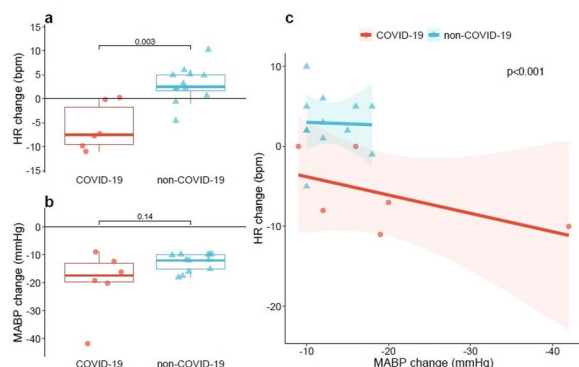 a
0.003
HR change (bpm)
15
10
5
0
-5
-10
-15
COVID-19
non-COVID-19
b
0.14
MABP change (mmHg)
0
-10
-20
-30
-40
COVID-19
non-COVID-19
c
COVID-19
non-COVID-19
p<0.001
HR change (bpm)
10
0
-10
-20
-10
-20
-40
MABP change (mmHg)